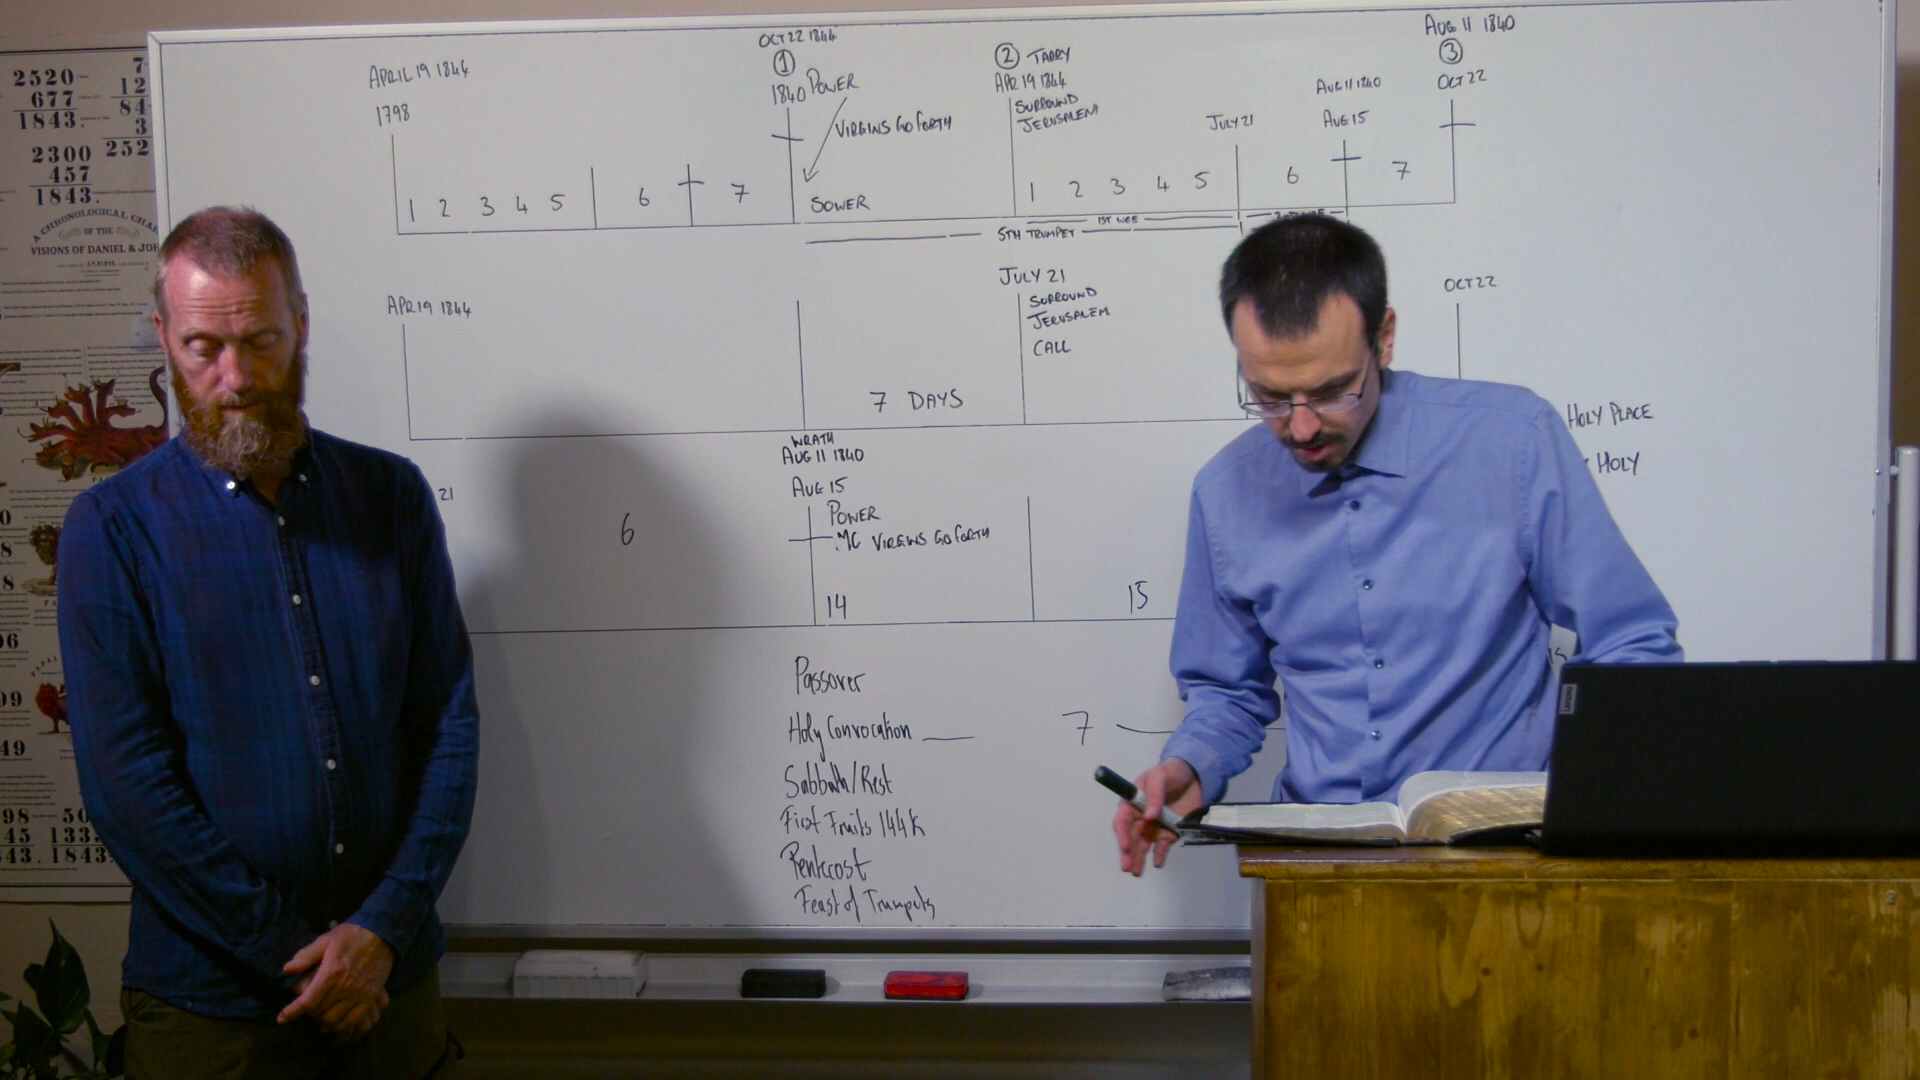 2520
677
1843.
7
12
84
3
252
2300
457
1843.
A CHRONOLOGICAL CHA
OF THE
VISIONS OF DANIEL & JOH
APRIL 19 1844
1798
1 2 3 4 5 6 7
OCT 22 1844
1
1840 POWER
VIRGINS GO FORTH
SOWER
2 TARRY
APR 19 1844
SURROUND
JERUSALEM
1 2 3 4 5 6 7
JULY 21
AUG 11 1840
AUG 15
AUG 11 1840
3
OCT 22
1ST WOE
5TH TRUMPET
APR 19 1844
7 DAYS
JULY 21
SURROUND
JERUSALEM
CALL
OCT 22
HOLY PLACE
HOLY
21
6
WRATH
AUG 11 1840
AUG 15
POWER
MC VIRGINS GO FORTH
14
15
Passover
Holy Convocation
7
Sabbath/Rest
First Fruits 144K
Pentecost
Feast of Trumpets
Lenovo